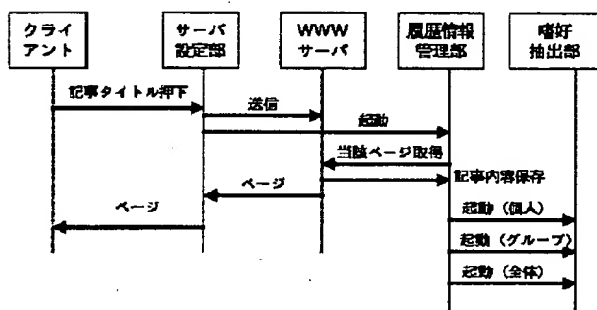 クライ
アント
サーバ
設定部
WWW
サーバ
履歴情報
管理部
嗜好
抽出部
記事タイトル押下
送信
起動
当該ページ取得
記事内容保存
ページ
ページ
起動（個人）
起動（グループ）
起動（全体）